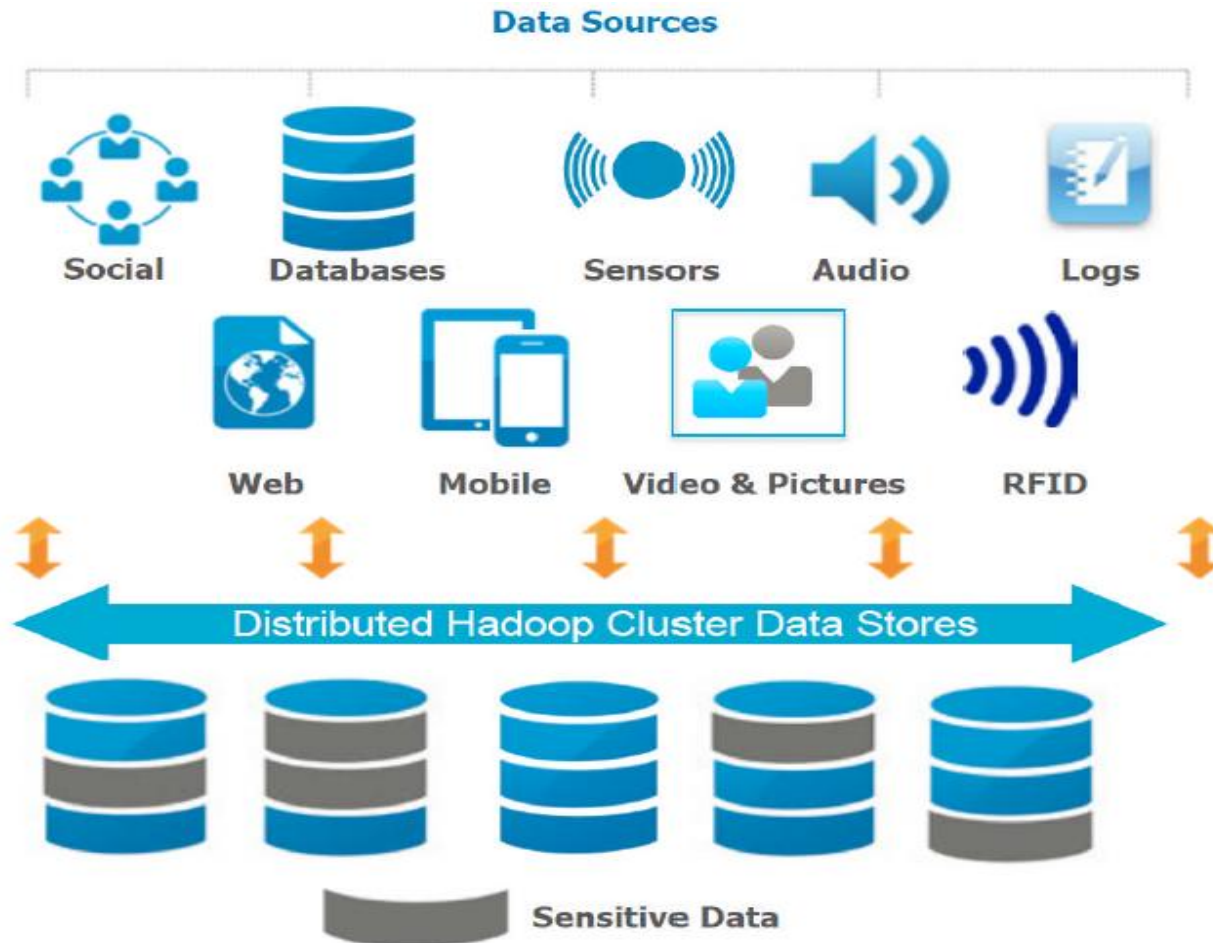 Data Sources
Social Databases Sensors Audio Logs
Web Mobile Video & Pictures RFID
Distributed Hadoop Cluster Data Stores
Sensitive Data